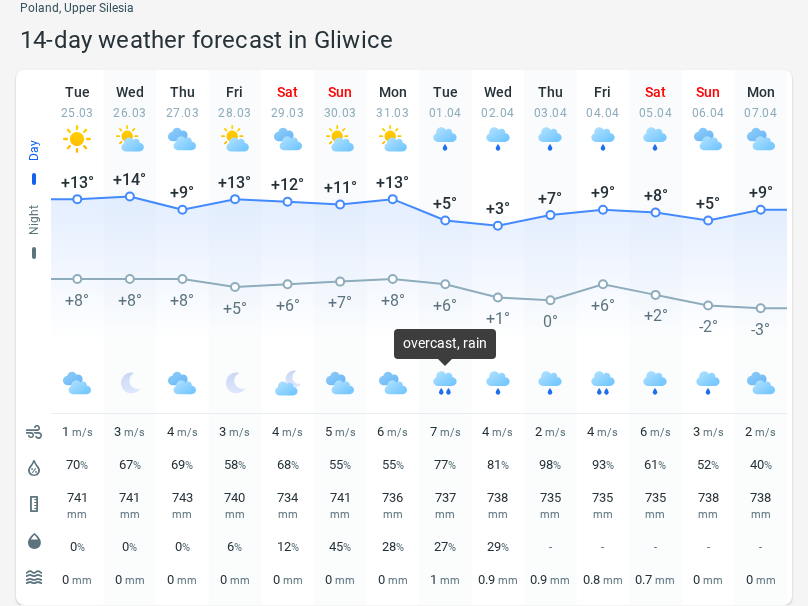 Poland, Upper Silesia
14-day weather forecast in Gliwice
Tue Wed Thu Fri Sat Sun Mon Tue Wed Thu Fri Sat Sun Mon
25.03 26.03 27.03 28.03 29.03 30.03 31.03 01.04 02.04 03.04 04.04 05.04 06.04 07.04
Day
+13° +14° +9° +13° +12° +11° +13° +5° +3° +7° +9° +8° +5° +9°
Night
+8° +8° +8° +5° +6° +7° +8° +6° +1° 0° +6° +2° -2° -3°
overcast, rain
1 m/s 3 m/s 4 m/s 3 m/s 4 m/s 5 m/s 6 m/s 7 m/s 4 m/s 2 m/s 4 m/s 6 m/s 3 m/s 2 m/s
70% 67% 69% 58% 68% 55% 55% 77% 81% 98% 93% 61% 52% 40%
741 741 743 740 734 741 736 737 738 735 735 735 738 738
mm mm mm mm mm mm mm mm mm mm mm mm mm mm
0% 0% 0% 6% 12% 45% 28% 27% 29% - - - - -
0 mm 0 mm 0 mm 0 mm 0 mm 0 mm 0 mm 1 mm 0.9 mm 0.9 mm 0.8 mm 0.7 mm 0 mm 0 mm